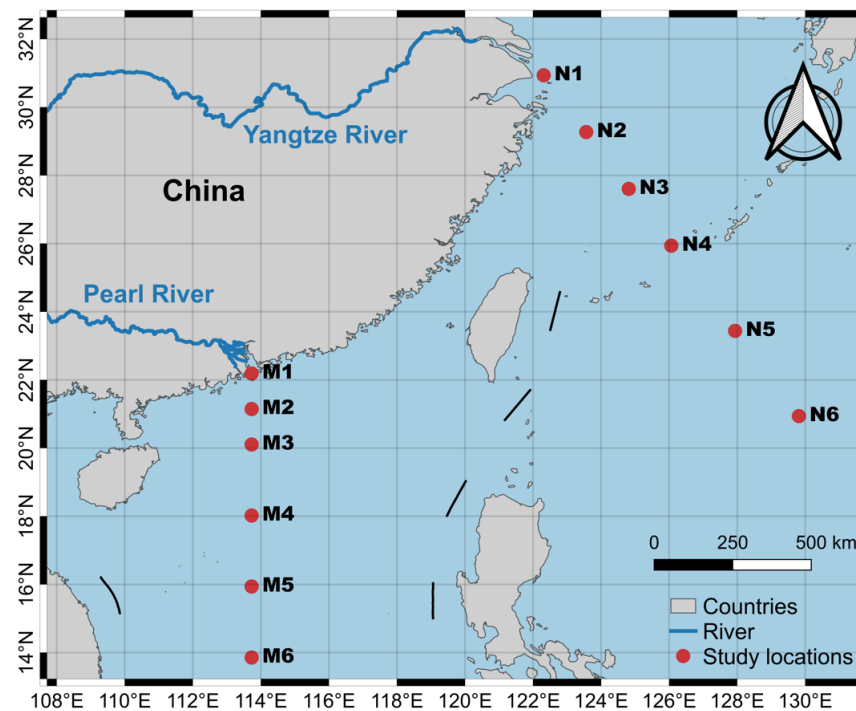 32°N
30°N
28°N
26°N
24°N
22°N
20°N
18°N
16°N
14°N
N1
N2
Yangtze River
China
N3
N4
Pearl River
N5
M1
M2
N6
M3
M4
0 250 500 km
M5
Countries
River
M6
Study locations
108°E 110°E 112°E 114°E 116°E 118°E 120°E 122°E 124°E 126°E 128°E 130°E